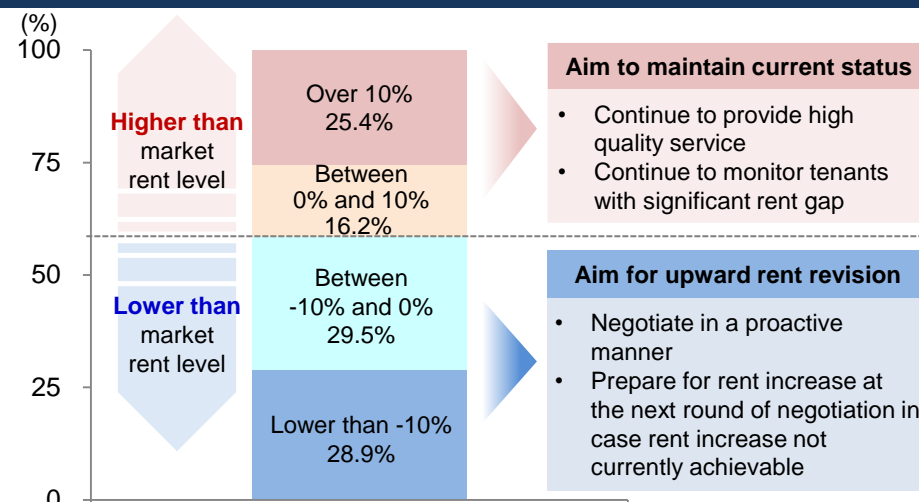 (%)
100
75
50
25
0
Higher than
market
rent level
Lower than
market
rent level
Over 10%
25.4%
Between
0% and 10%
16.2%
Between
-10% and 0%
29.5%
Lower than -10%
28.9%
Aim to maintain current status
• Continue to provide high
quality service
• Continue to monitor tenants
with significant rent gap
Aim for upward rent revision
• Negotiate in a proactive
manner
• Prepare for rent increase at
the next round of negotiation in
case rent increase not
currently achievable